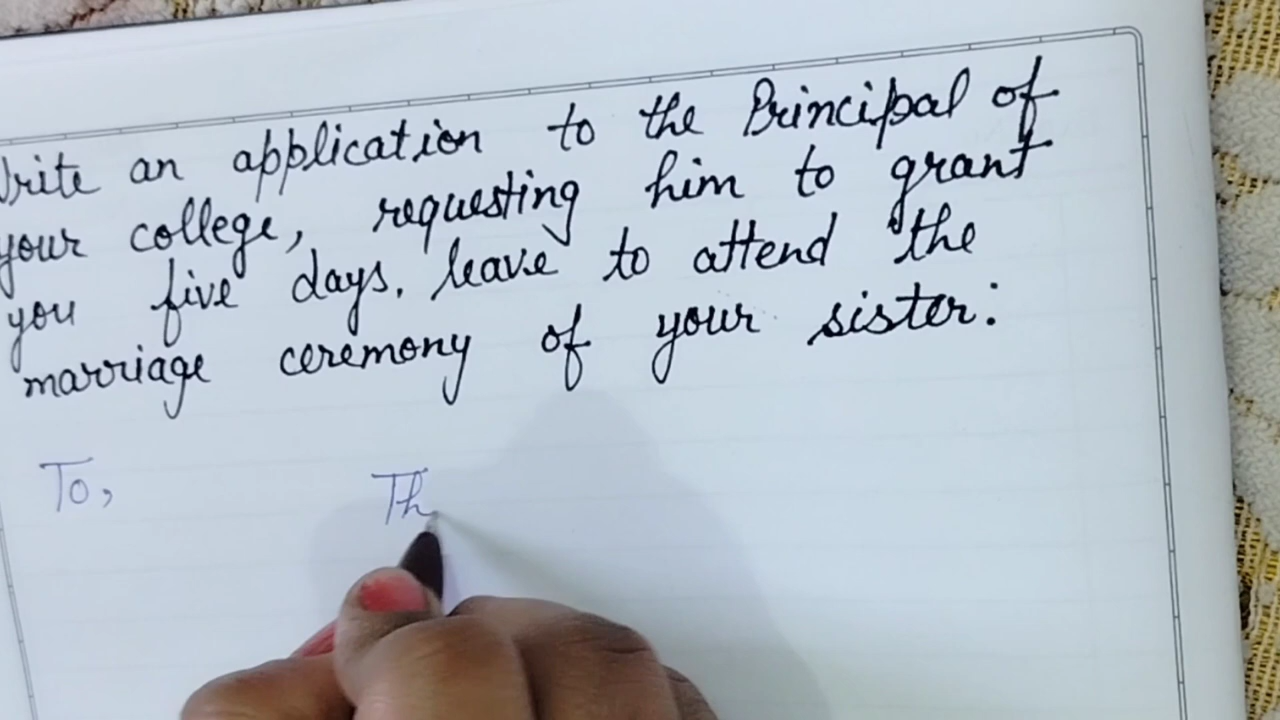 Write an application to the Principal of
your college, requesting him to grant
you five days. leave to attend the
marriage ceremony of your sister:
To, Th